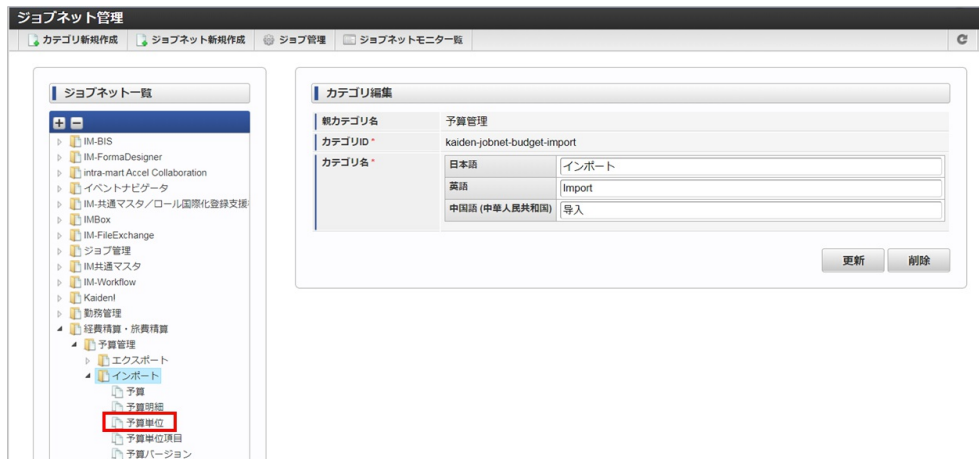 ジョブネット管理
カテゴリ新規作成 ジョブネット新規作成 ジョブ管理 ジョブネットモニター覧
ジョブネット一覧
IM-BIS
IM-FormaDesigner
intra-mart Accel Collaboration
イベントナビゲータ
IM-共通マスタ／ロール国際化登録支援
IMBox
IM-FileExchange
ジョブ管理
IM共通マスタ
IM-Workflow
Kaiden!
勤務管理
経費精算・旅費精算
予算管理
エクスポート
インポート
予算
予算明細
予算単位
予算単位項目
予算バージョン
カテゴリ編集
親カテゴリ名 予算管理
カテゴリID * kaiden-jobnet-budget-import
カテゴリ名 * 日本語 インポート
英語 Import
中国語 (中華人民共和国) 导入
更新 削除